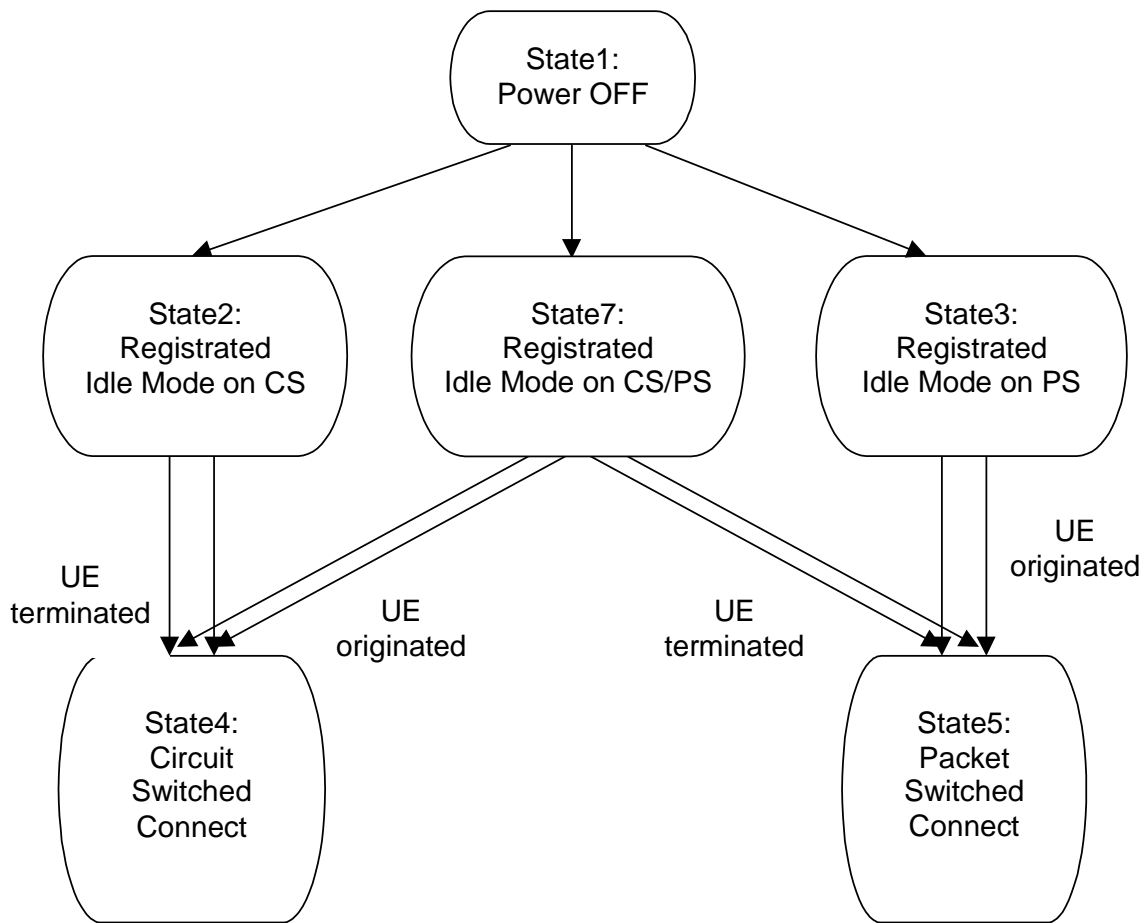 State1:
Power OFF
State2:
Registrated
Idle Mode on CS
State7:
Registrated
Idle Mode on CS/PS
State3:
Registrated
Idle Mode on PS
UE
terminated
UE
originated
UE
terminated
UE
originated
State4:
Circuit
Switched
Connect
State5:
Packet
Switched
Connect